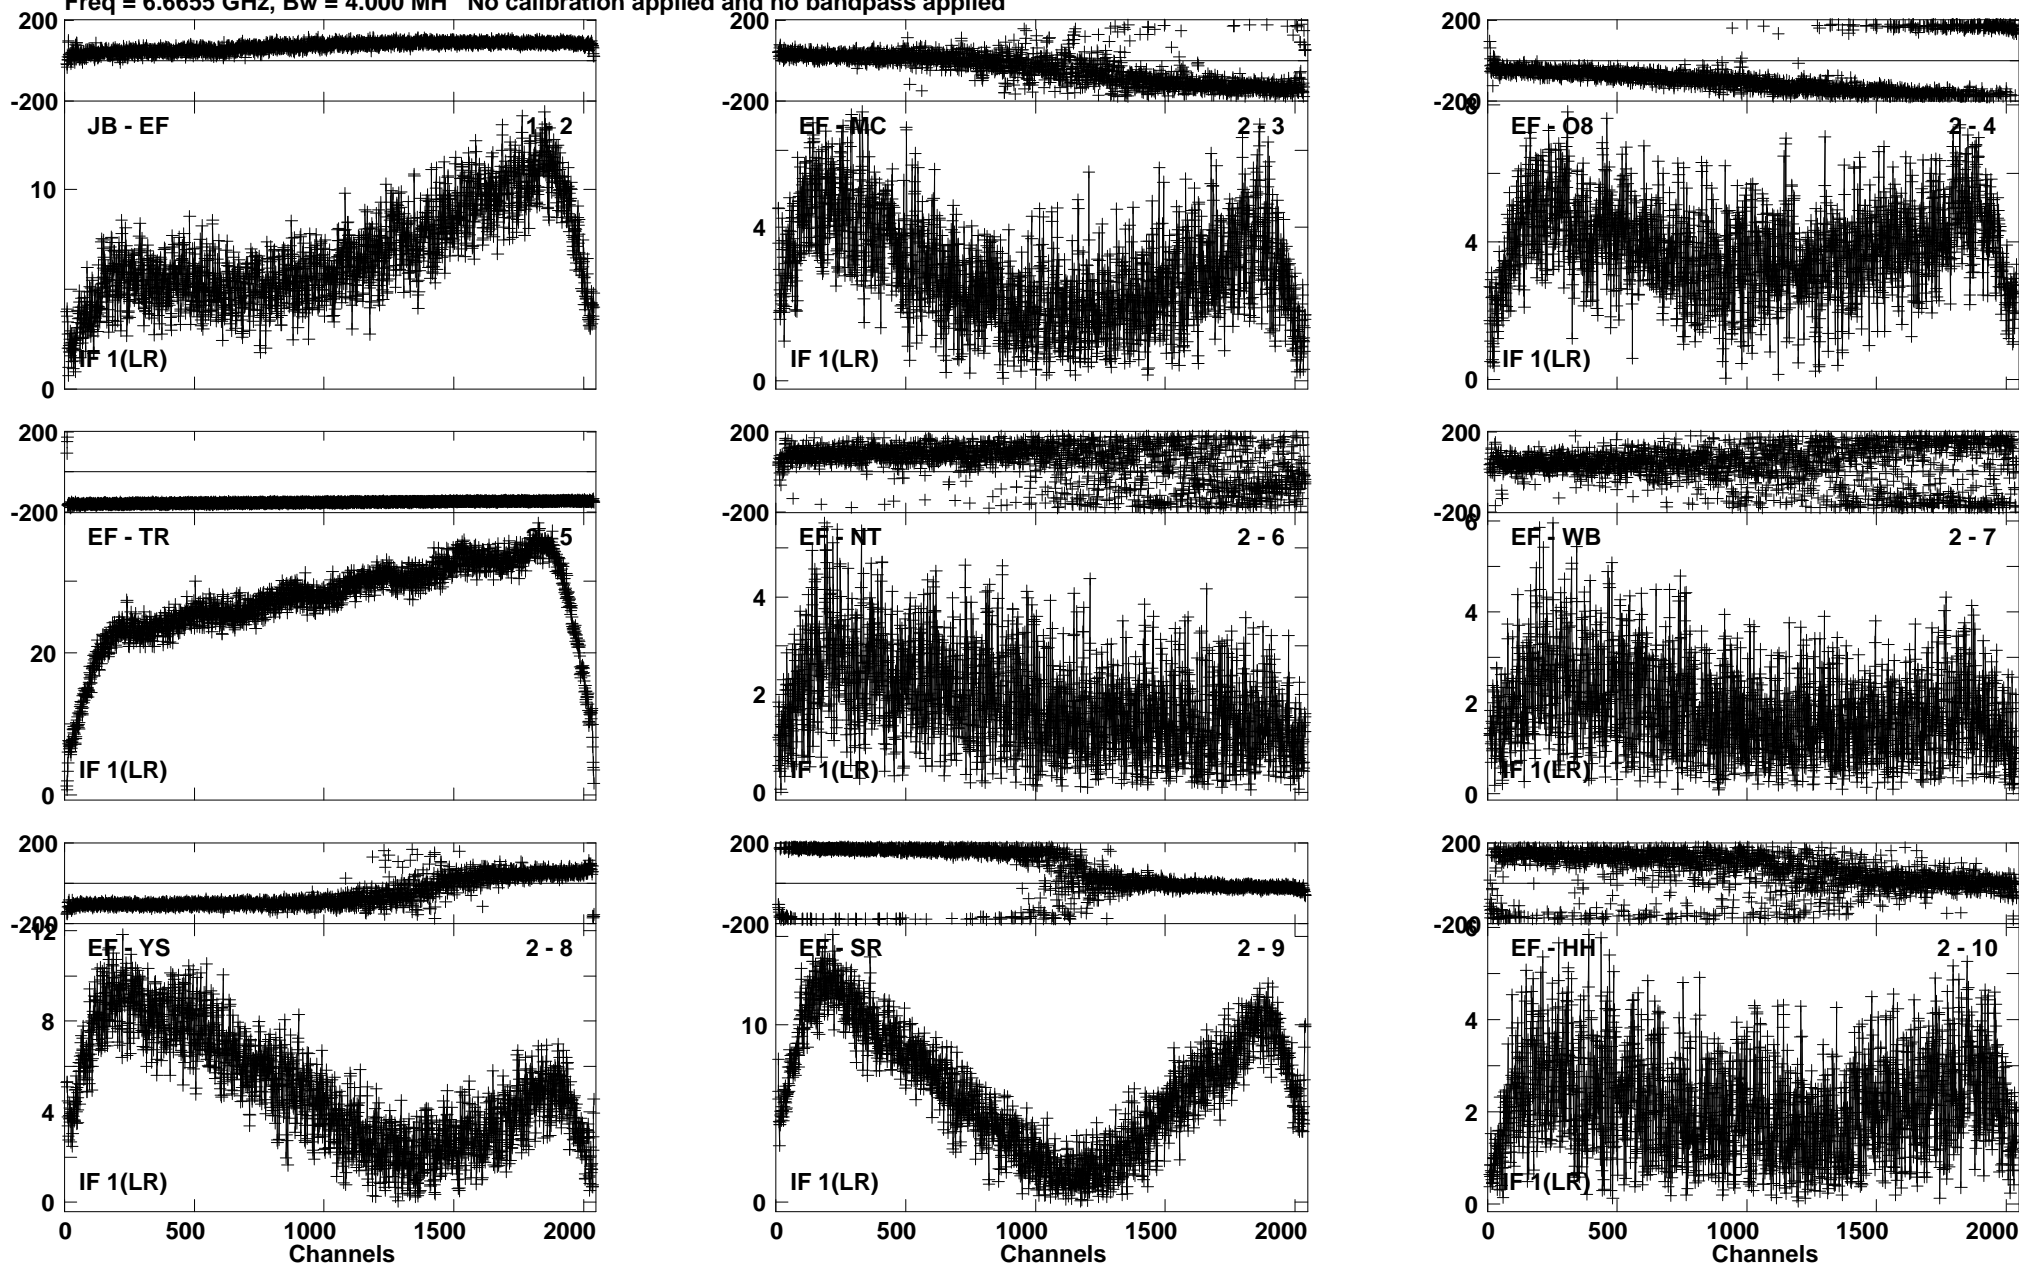 Freq = 6.6655 GHz, Bw = 4.000 MH No calibration applied and no bandpass applied
200 200 200
-200 -200 -200
JB - EF 1 - 2 EF - MC 2 - 3 EF - O8 2 - 4
8
10 4 4
IF 1(LR) IF 1(LR) IF 1(LR)
0 0 0
200 200 200
-200 -200 -200
6
EF - TR 5 EF - NT 2 - 6 EF - WB 2 - 7
4 4
20 2 2
IF 1(LR) IF 1(LR) IF 1(LR)
0 0 0
200 200 200
-200 -200 -200
12 6
EF - YS 2 - 8 EF - SR 2 - 9 EF - HH 2 - 10
8 10 4
4 2
IF 1(LR) IF 1(LR) IF 1(LR)
0 0 0
0 500 1000 1500 2000 0 500 1000 1500 2000 0 500 1000 1500 2000
Channels Channels Channels